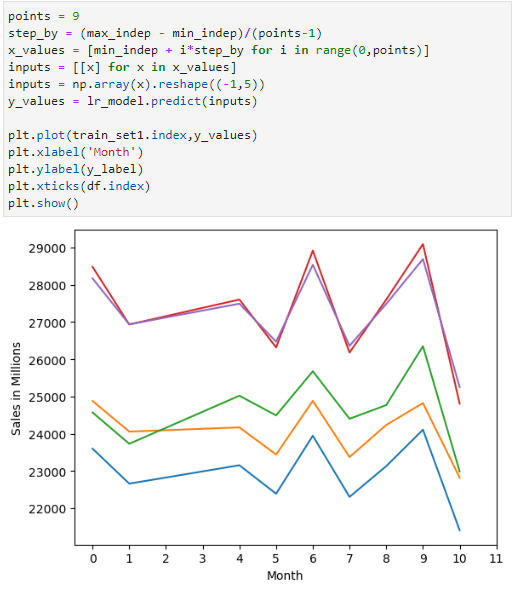 points = 9
step_by = (max_indep - min_indep)/(points-1)
x_values = [min_indep + i*step_by for i in range(0,points)]
inputs = [[x] for x in x_values]
inputs = np.array(x).reshape((-1,5))
y_values = lr_model.predict(inputs)
plt.plot(train_set1.index,y_values)
plt.xlabel('Month')
plt.ylabel(y_label)
plt.xticks(df.index)
plt.show()
29000
28000
27000
26000
25000
24000
23000
22000
Sales in Millions
0 1 2 3 4 5 6 7 8 9 10 11
Month